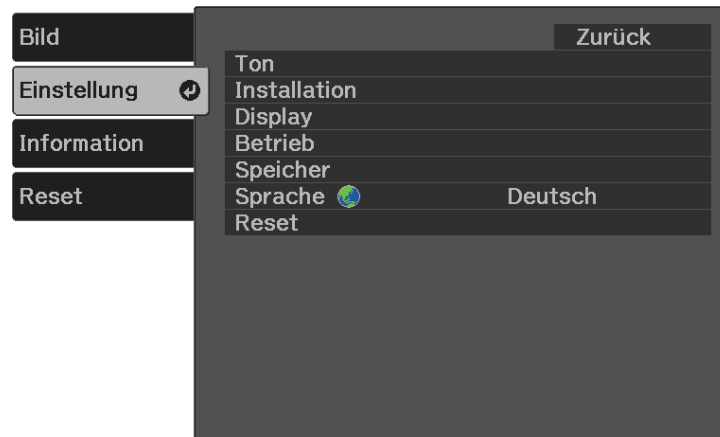 Bild
Einstellung
Information
Reset
Zurück
Ton
Installation
Display
Betrieb
Speicher
Sprache Deutsch
Reset